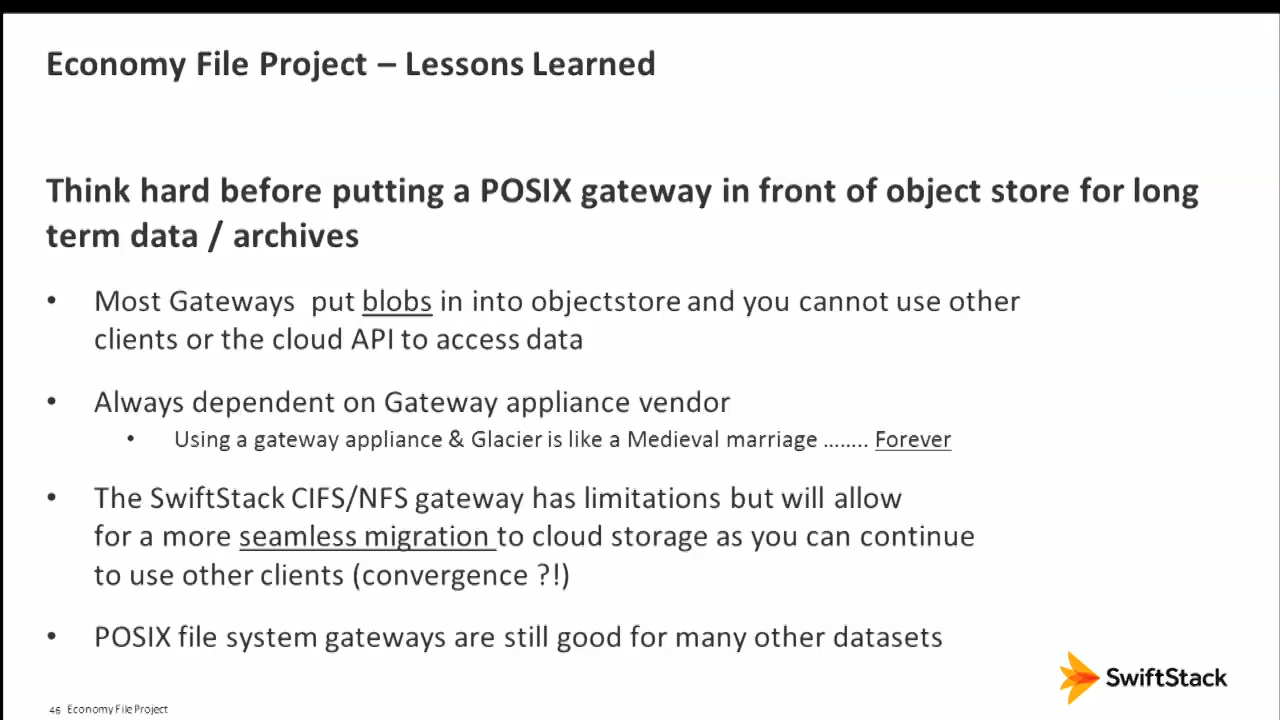 Economy File Project – Lessons Learned
Think hard before putting a POSIX gateway in front of object store for long
term data / archives
• Most Gateways put blobs in into objectstore and you cannot use other
clients or the cloud API to access data
• Always dependent on Gateway appliance vendor
• Using a gateway appliance & Glacier is like a Medieval marriage …….. Forever
• The SwiftStack CIFS/NFS gateway has limitations but will allow
for a more seamless migration to cloud storage as you can continue
to use other clients (convergence ?!)
• POSIX file system gateways are still good for many other datasets
SwiftStack
46 Economy File Project